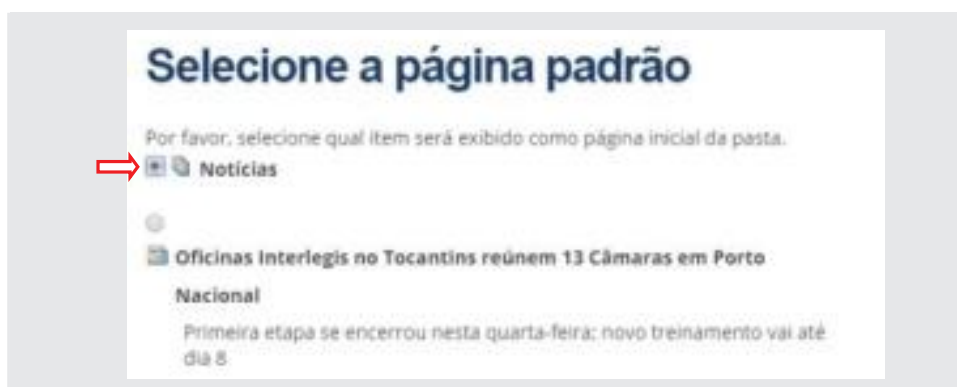 Selecione a página padrão
Por favor, selecione qual item será exibido como página inicial da pasta.
Notícias
Oficinas Interlegis no Tocantins reúnem 13 Câmaras em Porto
Nacional
Primeira etapa se encerrou nesta quarta-feira; novo treinamento vai até
dia 8